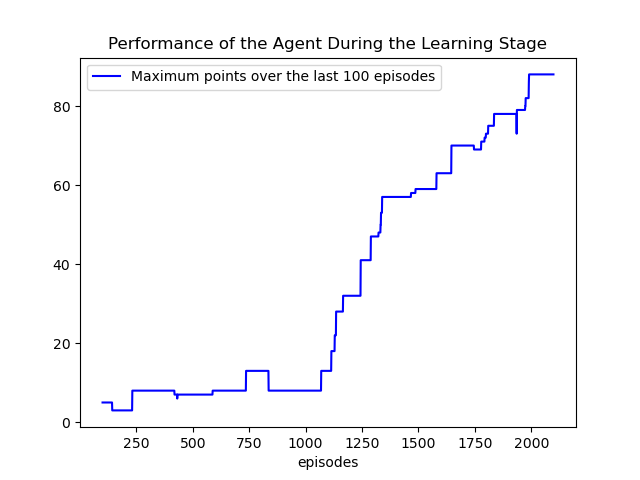 Performance of the Agent During the Learning Stage
Maximum points over the last 100 episodes
80
60
40
20
0
250 500 750 1000 1250 1500 1750 2000
episodes